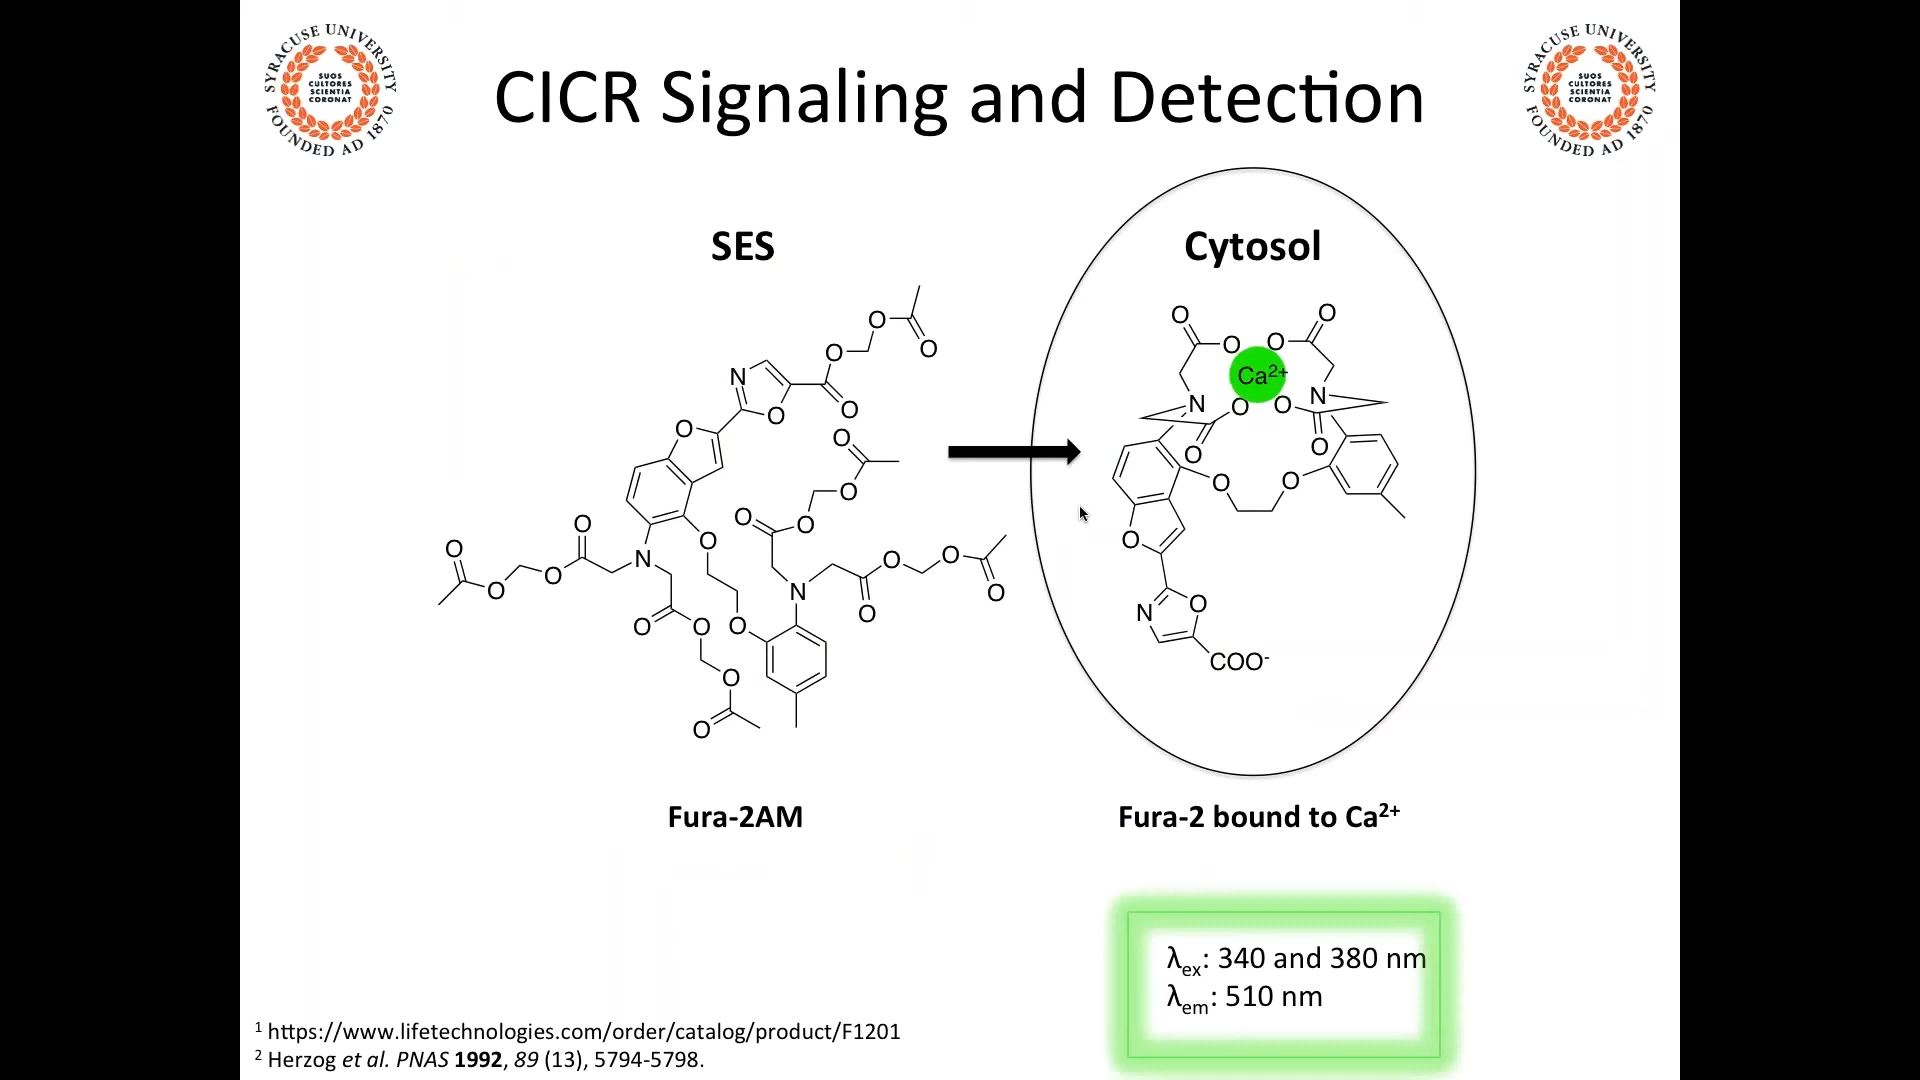 SYRACUSE UNIVERSITY
FOUNDED AD 1870
SUOS
CULTORES
SCIENTIA
CORONAT
CICR Signaling and Detection
SYRACUSE UNIVERSITY
FOUNDED AD 1870
SUOS
CULTORES
SCIENTIA
CORONAT
SES
O
O
O
O
N
O
O
O
O
O
O
O
O
O
O
O
O
N
O
O
O
O
O
N
O
O
O
O
O
O
Fura-2AM
Cytosol
O
O
O
O
Ca²⁺
N
O
O
N
O
O
O
O
O
N
O
COO⁻
Fura-2 bound to Ca²⁺
λex: 340 and 380 nm
λem: 510 nm
¹ https://www.lifetechnologies.com/order/catalog/product/F1201
² Herzog et al. PNAS 1992, 89 (13), 5794-5798.